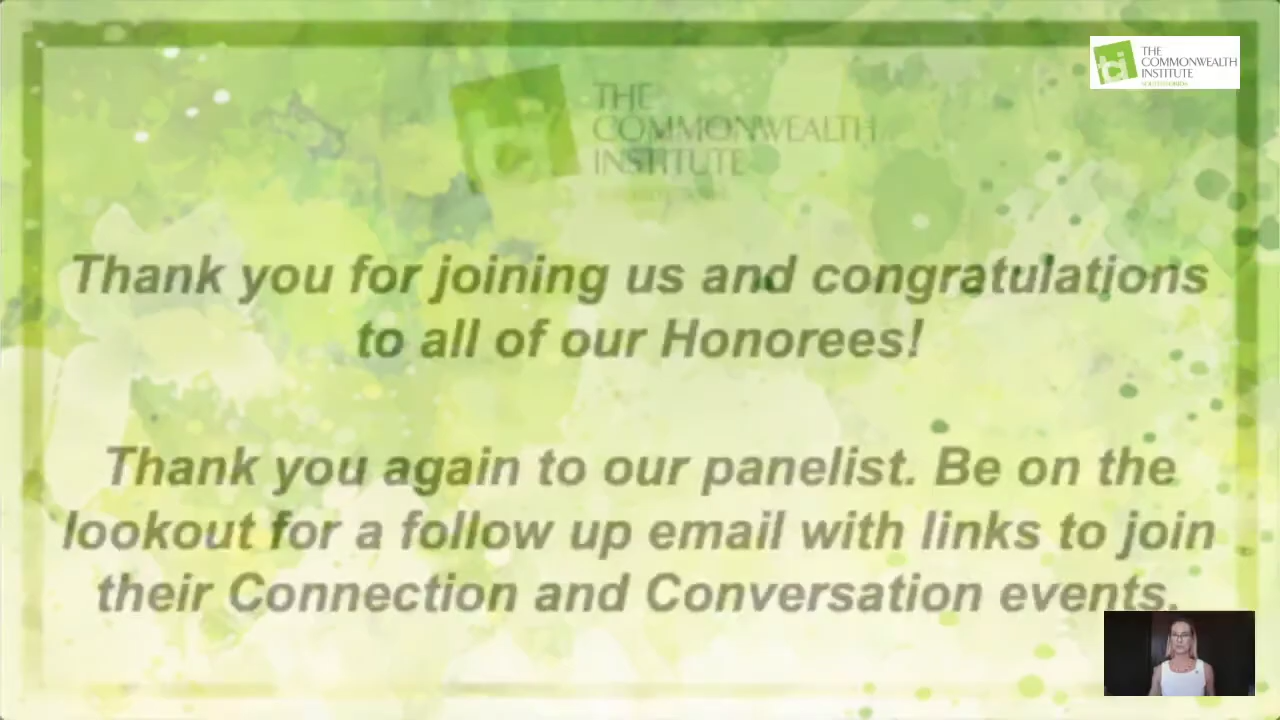 THE
COMMONWEALTH
INSTITUTE
THE
COMMONWEALTH
INSTITUTE
Thank you for joining us and congratulations
to all of our Honorees!
Thank you again to our panelist. Be on the
lookout for a follow up email with links to join
their Connection and Conversation events.